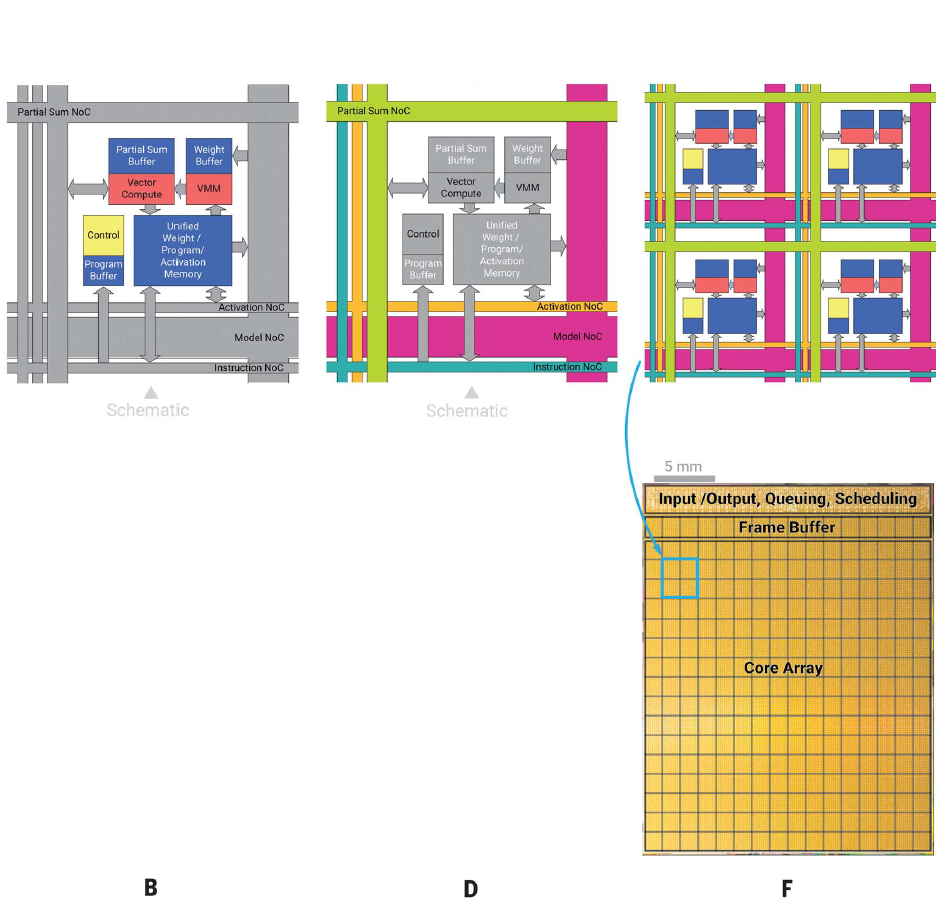 Partial Sum NoC
Partial Sum
Buffer
Weight
Buffer
Vector
Compute
VMM
Control
Program
Buffer
Unified
Weight /
Program/
Activation
Memory
Activation NoC
Model NoC
Instruction NoC
Schematic
B
Partial Sum NoC
Partial Sum
Buffer
Weight
Buffer
Vector
Compute
VMM
Control
Program
Buffer
Unified
Weight /
Program/
Activation
Memory
Activation NoC
Model NoC
Instruction NoC
Schematic
D
5 mm
Input /Output, Queuing, Scheduling
Frame Buffer
Core Array
F